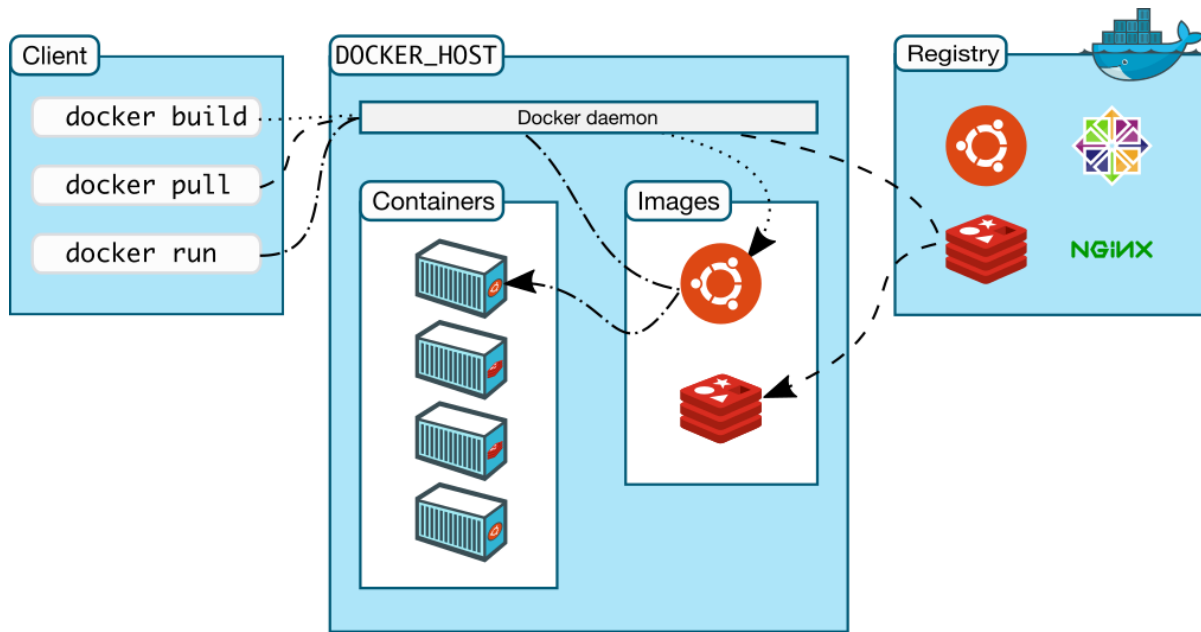 Client
docker build
docker pull
docker run
DOCKER_HOST
Docker daemon
Containers
Images
Registry
NGiNX